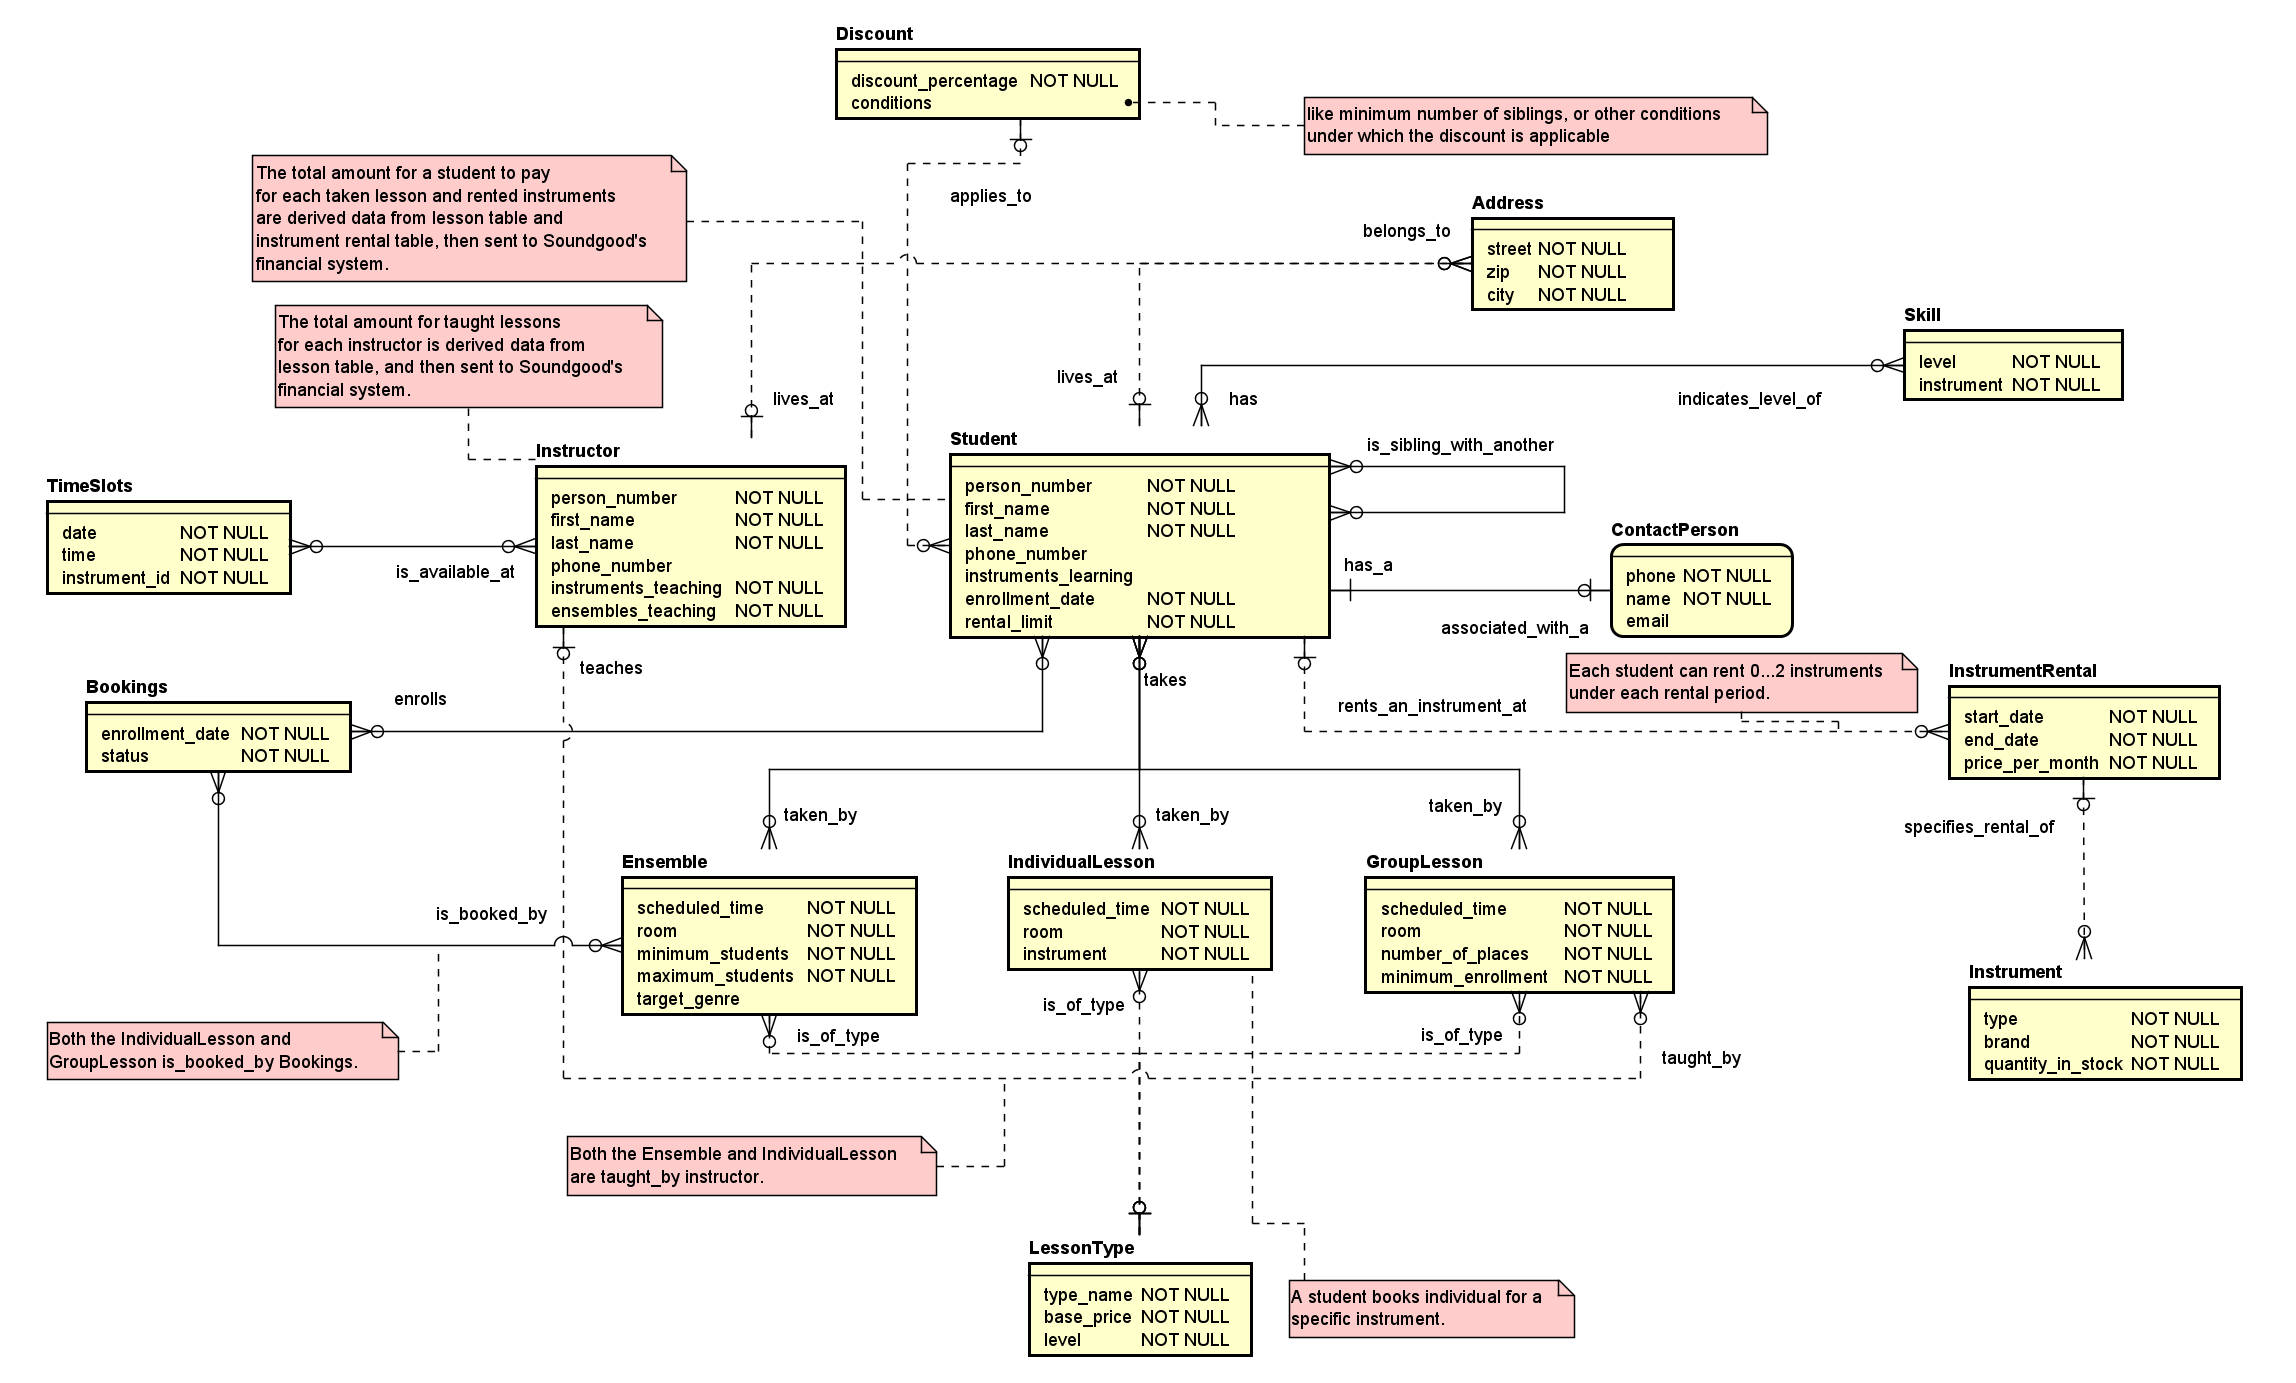 Discount
discount_percentage NOT NULL
conditions
like minimum number of siblings, or other conditions
under which the discount is applicable
The total amount for a student to pay
for each taken lesson and rented instruments
are derived data from lesson table and
instrument rental table, then sent to Soundgood's
financial system.
applies_to
Address
street NOT NULL
zip NOT NULL
city NOT NULL
belongs_to
The total amount for taught lessons
for each instructor is derived data from
lesson table, and then sent to Soundgood's
financial system.
Skill
level NOT NULL
instrument NOT NULL
lives_at
lives_at
has
indicates_level_of
Instructor
person_number NOT NULL
first_name NOT NULL
last_name NOT NULL
phone_number
instruments_teaching NOT NULL
ensembles_teaching NOT NULL
Student
person_number NOT NULL
first_name NOT NULL
last_name NOT NULL
phone_number
instruments_learning
enrollment_date NOT NULL
rental_limit NOT NULL
is_sibling_with_another
TimeSlots
date NOT NULL
time NOT NULL
instrument_id NOT NULL
is_available_at
ContactPerson
phone NOT NULL
name NOT NULL
email
has_a
associated_with_a
teaches
takes
Each student can rent 0...2 instruments
under each rental period.
InstrumentRental
start_date NOT NULL
end_date NOT NULL
price_per_month NOT NULL
Bookings
enrollment_date NOT NULL
status NOT NULL
enrolls
rents_an_instrument_at
taken_by
taken_by
taken_by
specifies_rental_of
Ensemble
scheduled_time NOT NULL
room NOT NULL
minimum_students NOT NULL
maximum_students NOT NULL
target_genre
IndividualLesson
scheduled_time NOT NULL
room NOT NULL
instrument NOT NULL
GroupLesson
scheduled_time NOT NULL
room NOT NULL
number_of_places NOT NULL
minimum_enrollment NOT NULL
is_booked_by
Instrument
type NOT NULL
brand NOT NULL
quantity_in_stock NOT NULL
is_of_type
is_of_type
is_of_type
taught_by
Both the IndividualLesson and
GroupLesson is_booked_by Bookings.
Both the Ensemble and IndividualLesson
are taught_by instructor.
LessonType
type_name NOT NULL
base_price NOT NULL
level NOT NULL
A student books individual for a
specific instrument.